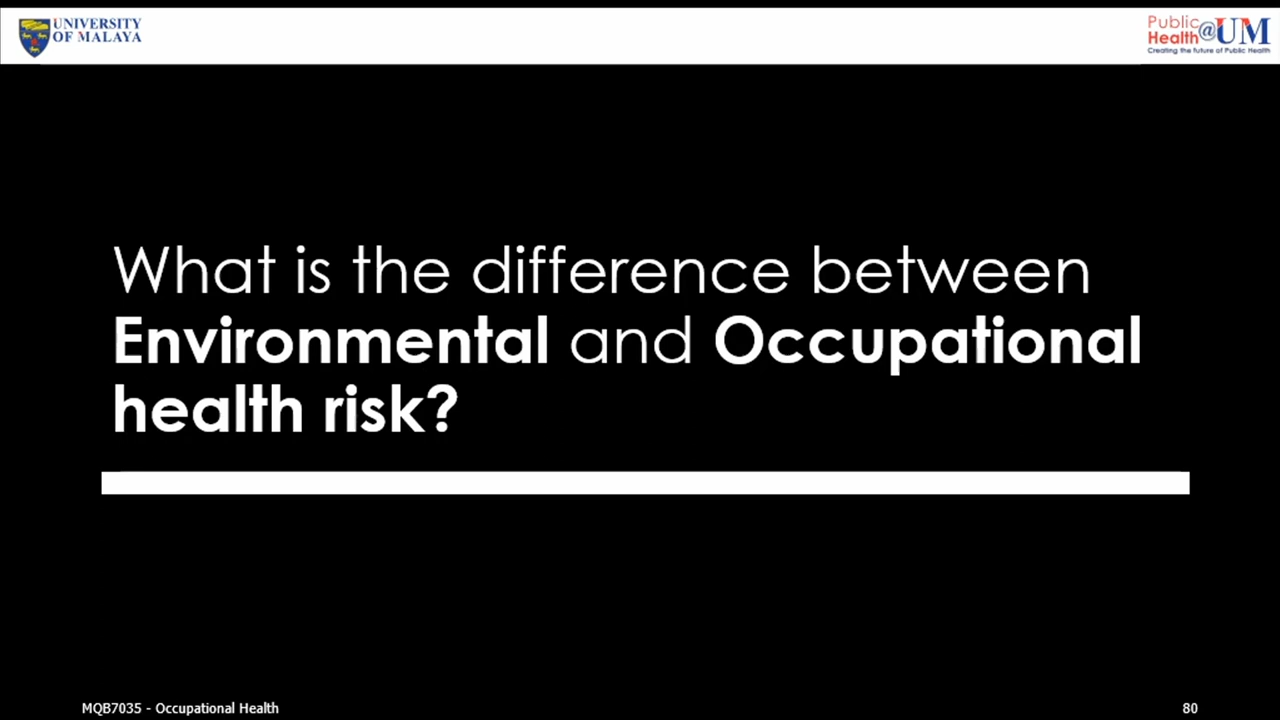 UNIVERSITY
OF MALAYA
Public
Health@UM
Creating the future of Public Health
What is the difference between
Environmental and Occupational
health risk?
MQB7035 - Occupational Health
80